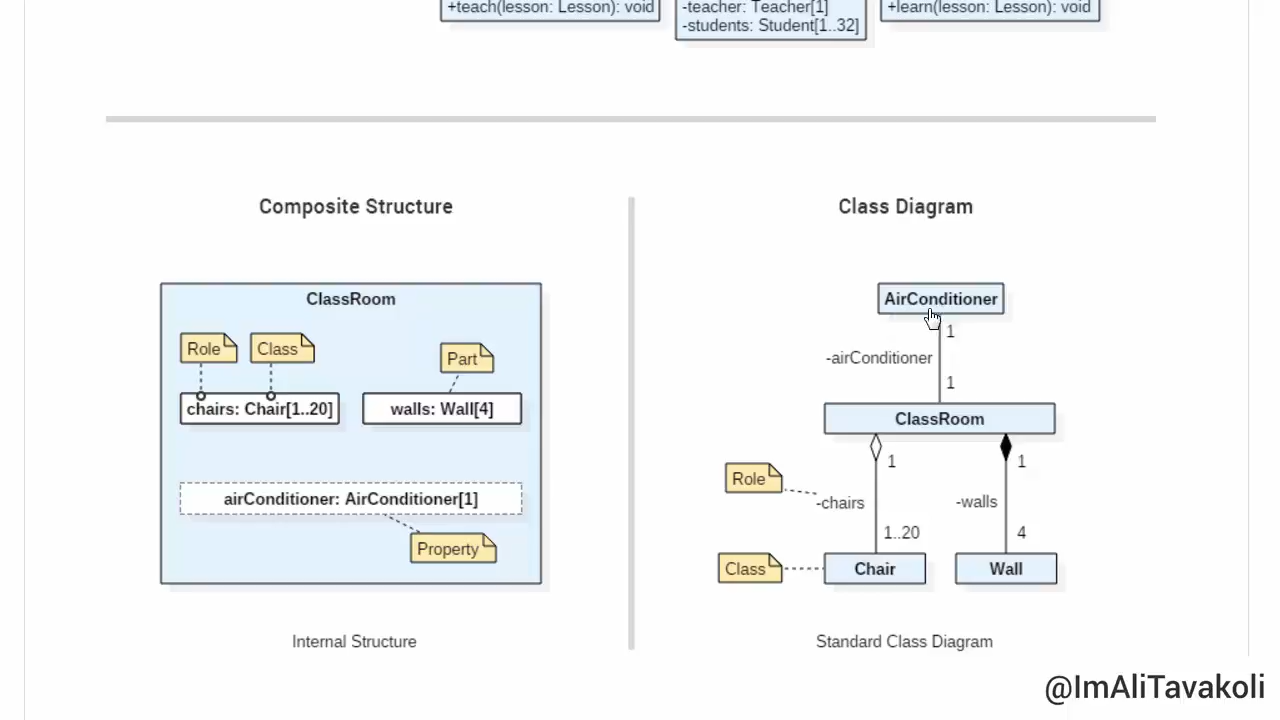 +teach(lesson: Lesson): void
-teacher: Teacher[1]
-students: Student[1..32]
+learn(lesson: Lesson): void
Composite Structure
ClassRoom
Role
Class
Part
chairs: Chair[1..20]
walls: Wall[4]
airConditioner: AirConditioner[1]
Property
Internal Structure
Class Diagram
AirConditioner
1
-airConditioner
1
ClassRoom
1
1
Role
-chairs
-walls
1..20
4
Class
Chair
Wall
Standard Class Diagram
@ImAliTavakoli